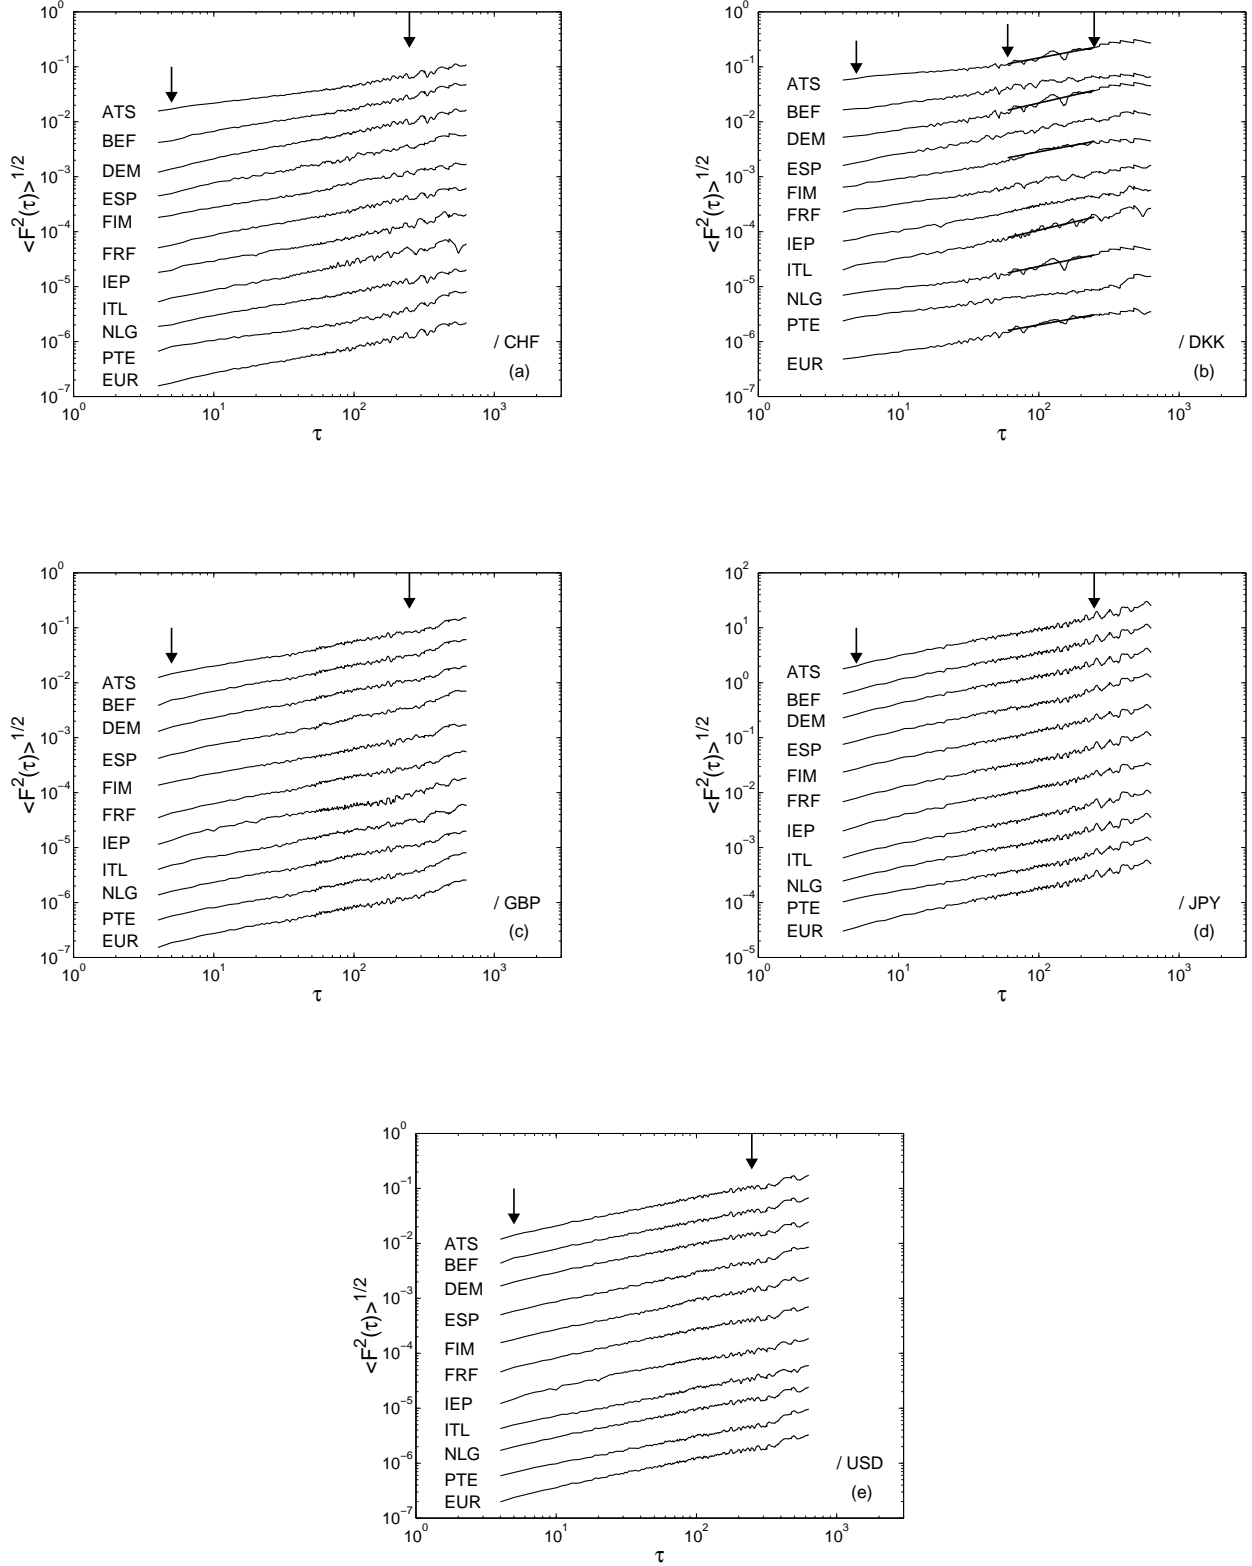 10^0
10^-1
10^-2
10^-3
10^-4
10^-5
10^-6
10^-7
<F^2(τ)>^1/2
ATS
BEF
DEM
ESP
FIM
FRF
IEP
ITL
NLG
PTE
EUR
/ CHF
(a)
10^0 10^1 10^2 10^3
τ
10^0
10^-1
10^-2
10^-3
10^-4
10^-5
10^-6
10^-7
<F^2(τ)>^1/2
ATS
BEF
DEM
ESP
FIM
FRF
IEP
ITL
NLG
PTE
EUR
/ DKK
(b)
10^0 10^1 10^2 10^3
τ
10^0
10^-1
10^-2
10^-3
10^-4
10^-5
10^-6
10^-7
<F^2(τ)>^1/2
ATS
BEF
DEM
ESP
FIM
FRF
IEP
ITL
NLG
PTE
EUR
/ GBP
(c)
10^0 10^1 10^2 10^3
τ
10^2
10^1
10^0
10^-1
10^-2
10^-3
10^-4
10^-5
<F^2(τ)>^1/2
ATS
BEF
DEM
ESP
FIM
FRF
IEP
ITL
NLG
PTE
EUR
/ JPY
(d)
10^0 10^1 10^2 10^3
τ
10^0
10^-1
10^-2
10^-3
10^-4
10^-5
10^-6
10^-7
<F^2(τ)>^1/2
ATS
BEF
DEM
ESP
FIM
FRF
IEP
ITL
NLG
PTE
EUR
/ USD
(e)
10^0 10^1 10^2 10^3
τ